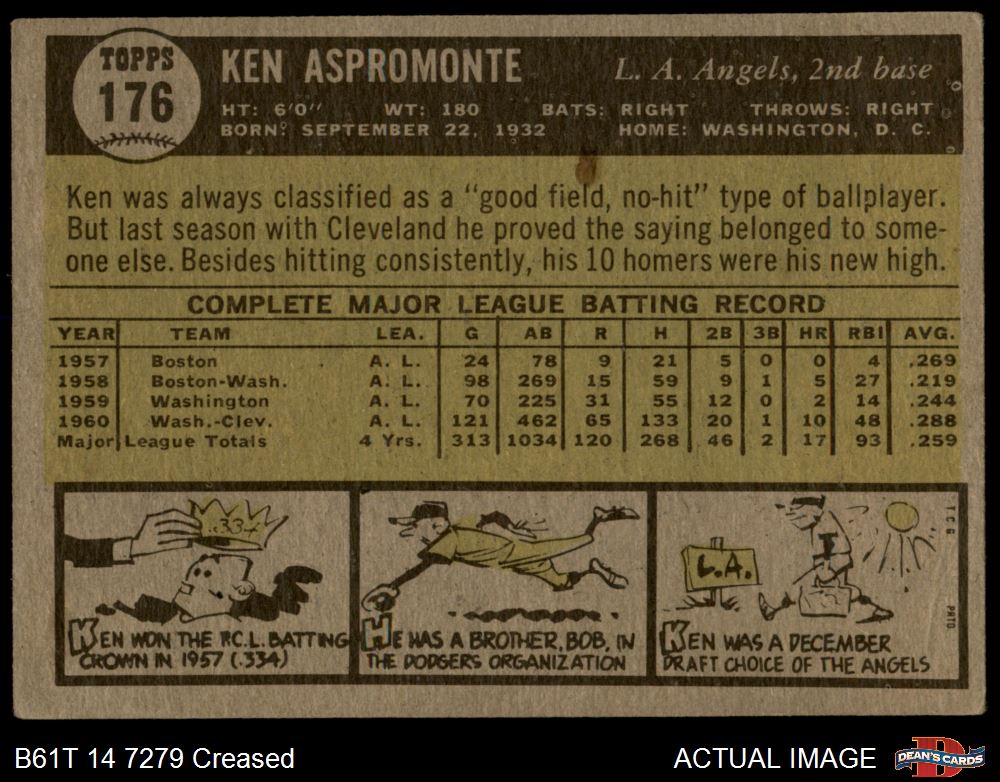 TOPPS
176
KEN ASPROMONTE
L. A. Angels, 2nd base
HT: 6'0" WT: 180 BATS: RIGHT THROWS: RIGHT
BORN: SEPTEMBER 22, 1932 HOME: WASHINGTON, D. C.
Ken was always classified as a "good field, no-hit" type of ballplayer.
But last season with Cleveland he proved the saying belonged to some-
one else. Besides hitting consistently, his 10 homers were his new high.
COMPLETE MAJOR LEAGUE BATTING RECORD
YEAR TEAM LEA. G AB R H 2B 3B HR RBI AVG.
1957 Boston A. L. 24 78 9 21 5 0 0 4 .269
1958 Boston-Wash. A. L. 98 269 15 59 9 1 5 27 .219
1959 Washington A. L. 70 225 31 55 12 0 2 14 .244
1960 Wash.-Clev. A. L. 121 462 65 133 20 1 10 48 .288
Major League Totals 4 Yrs. 313 1034 120 268 46 2 17 93 .259
.334
KEN WON THE P.C.L. BATTING
CROWN IN 1957 (.334)
HE HAS A BROTHER, BOB, IN
THE DODGERS ORGANIZATION
L.A.
KEN WAS A DECEMBER
DRAFT CHOICE OF THE ANGELS
T.C.G.
PRTD
B61T 14 7279 Creased
ACTUAL IMAGE
DEAN'S CARDS